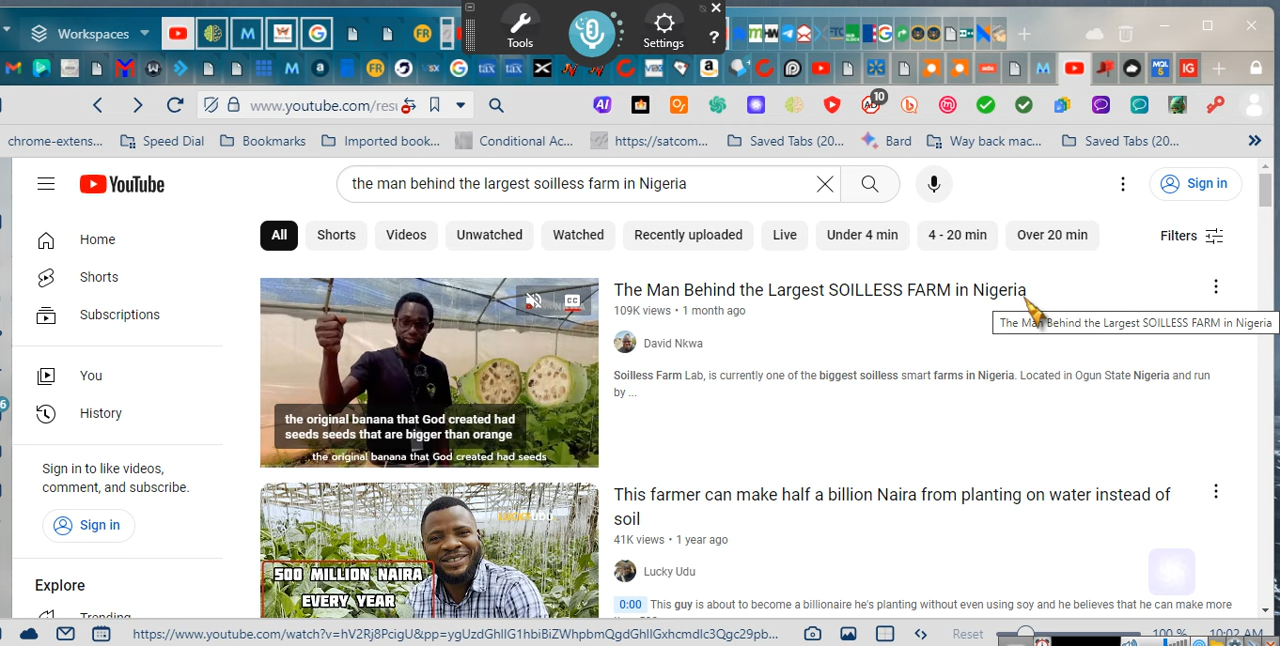 Workspaces
Tools
Settings
?
FR
FR
tax
tax
www.youtube.com/resu
AI
10
chrome-extens...
Speed Dial
Bookmarks
Imported book...
Conditional Ac...
https://satcom...
Saved Tabs (20...
Bard
Way back mac...
Saved Tabs (20...
YouTube
the man behind the largest soilless farm in Nigeria
Sign in
Home
Shorts
Subscriptions
You
History
Sign in to like videos,
comment, and subscribe.
Sign in
Explore
Trending
All
Shorts
Videos
Unwatched
Watched
Recently uploaded
Live
Under 4 min
4 - 20 min
Over 20 min
Filters
CC
the original banana that God created had
seeds seeds that are bigger than orange
the original banana that God created had seeds
The Man Behind the Largest SOILLESS FARM in Nigeria
109K views • 1 month ago
The Man Behind the Largest SOILLESS FARM in Nigeria
David Nkwa
Soilless Farm Lab, is currently one of the biggest soilless smart farms in Nigeria. Located in Ogun State Nigeria and run
by ...
500 MILLION NAIRA
EVERY YEAR
This farmer can make half a billion Naira from planting on water instead of
soil
41K views • 1 year ago
Lucky Udu
0:00 This guy is about to become a billionaire he's planting without even using soy and he believes that he can make more
https://www.youtube.com/watch?v=hV2Rj8PcigU&pp=ygUzdGhlIG1hbiBiZWhpbmQgdGhlIGxhcmdlc3Qgc29pb...
Reset
100 %
10:02 AM